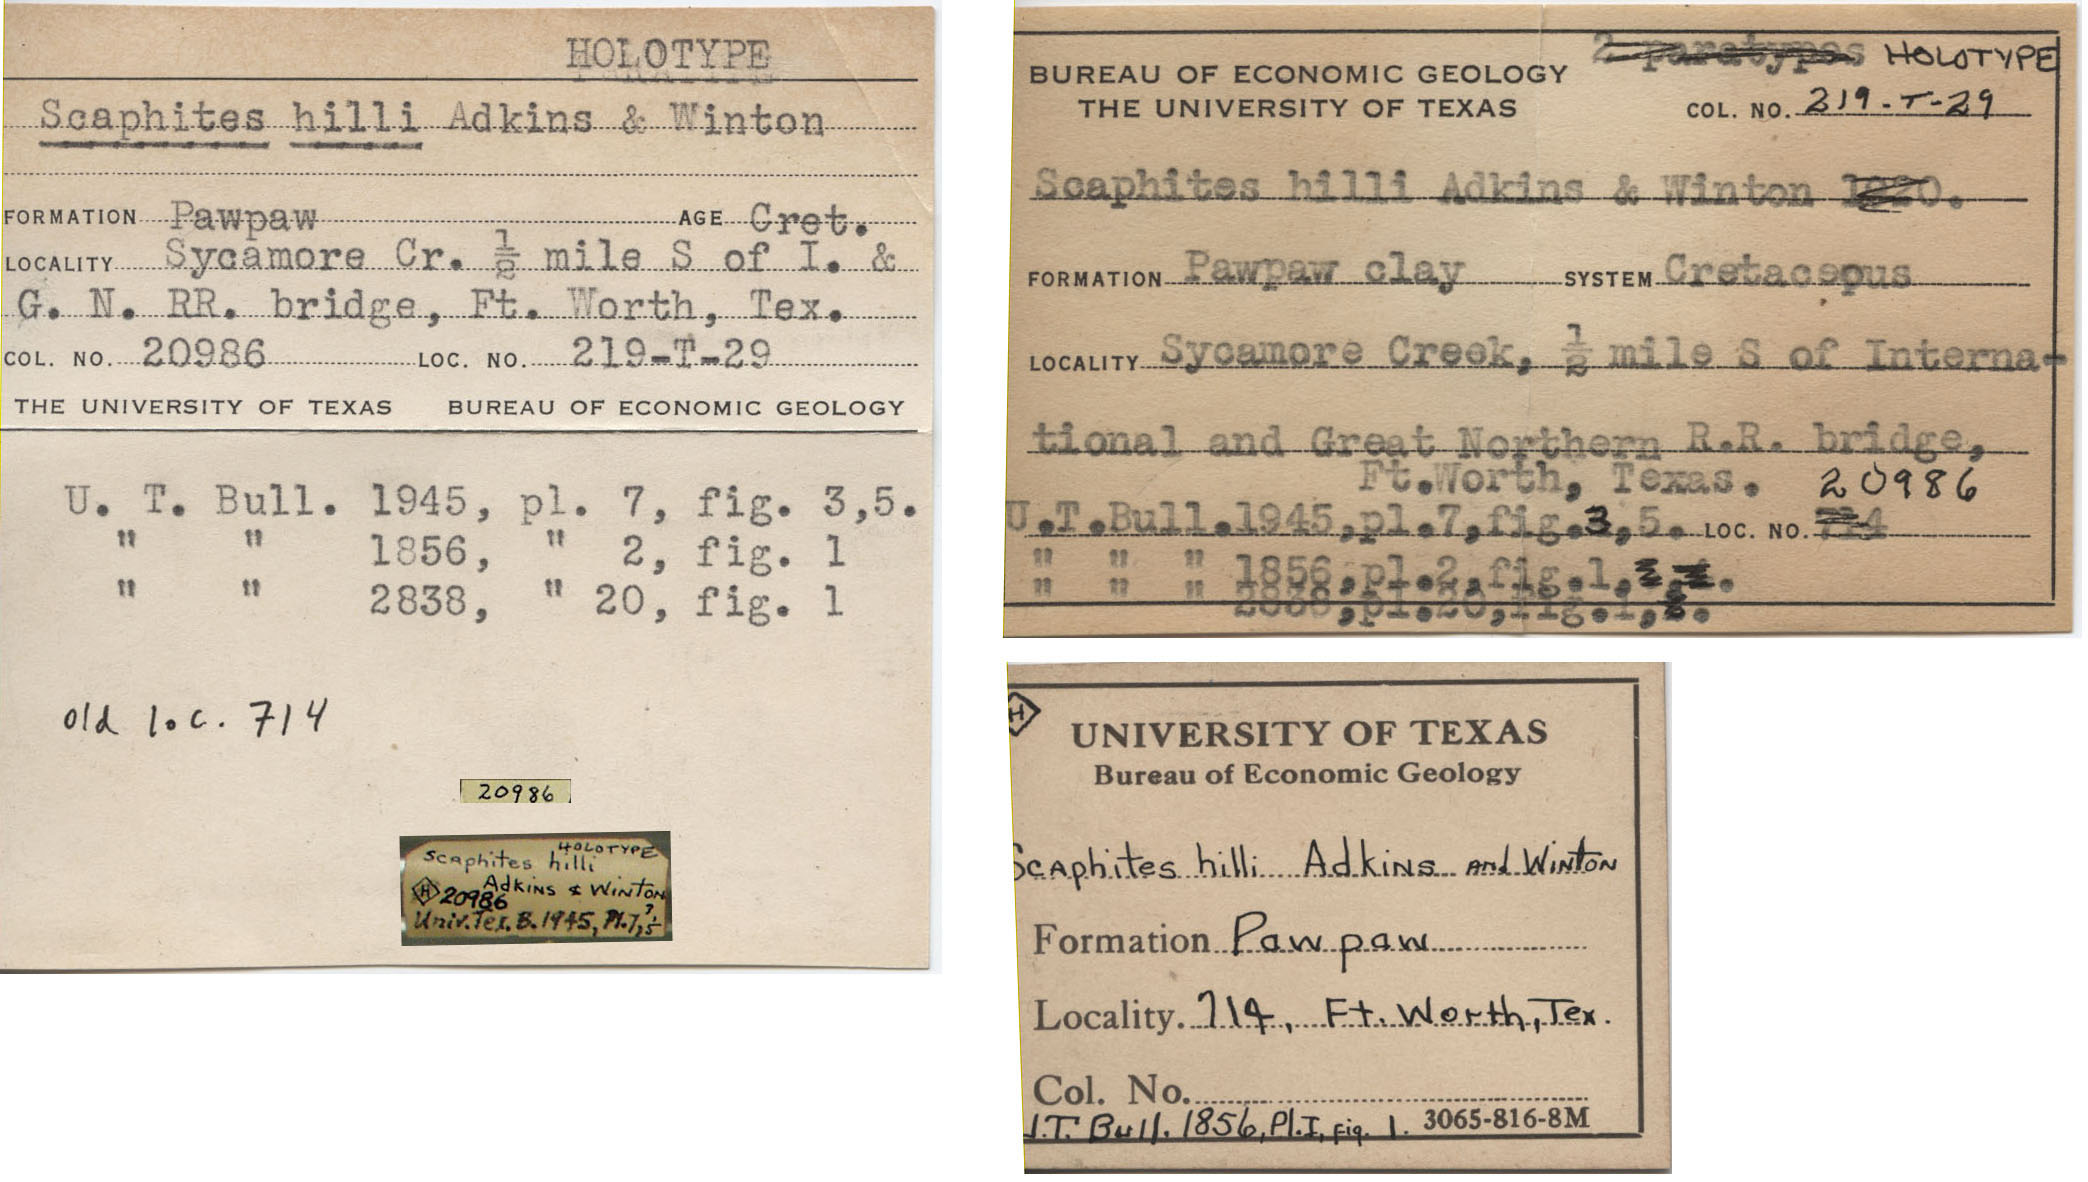 HOLOTYPE
Scaphites hilli Adkins & Winton
FORMATION Pawpaw AGE Cret.
LOCALITY Sycamore Cr. ½ mile S of I. &
G. N. RR. bridge, Ft. Worth, Tex.
COL. NO. 20986 LOC. NO. 219-T-29
THE UNIVERSITY OF TEXAS BUREAU OF ECONOMIC GEOLOGY
U. T. Bull. 1945, pl. 7, fig. 3,5.
" " 1856, " 2, fig. 1
" " 2838, " 20, fig. 1
old loc. 714
20986
HOLOTYPE
Scaphites hilli
Adkins & Winton
H 20986
Univ. Tex. B. 1945, Pl. 7,
2 paratypes HOLOTYPE
BUREAU OF ECONOMIC GEOLOGY
THE UNIVERSITY OF TEXAS COL. NO. 219-T-29
Scaphites hilli Adkins & Winton 1920.
FORMATION Pawpaw clay SYSTEM Cretaceous
LOCALITY Sycamore Creek, ½ mile S of Interna-
tional and Great Northern R.R. bridge,
Ft.Worth, Texas. 20986
U.T.Bull.1945,pl.7,fig.3,5. LOC. NO. 714
" " " 1856,pl.2,fig.1,
" " " 2838,pl.20,fig.1,
H
UNIVERSITY OF TEXAS
Bureau of Economic Geology
Scaphites hilli Adkins and Winton
Formation Pawpaw
Locality. 714, Ft. Worth, Tex.
Col. No.
U.T. Bull. 1856, Pl. I, fig. 1. 3065-816-8M